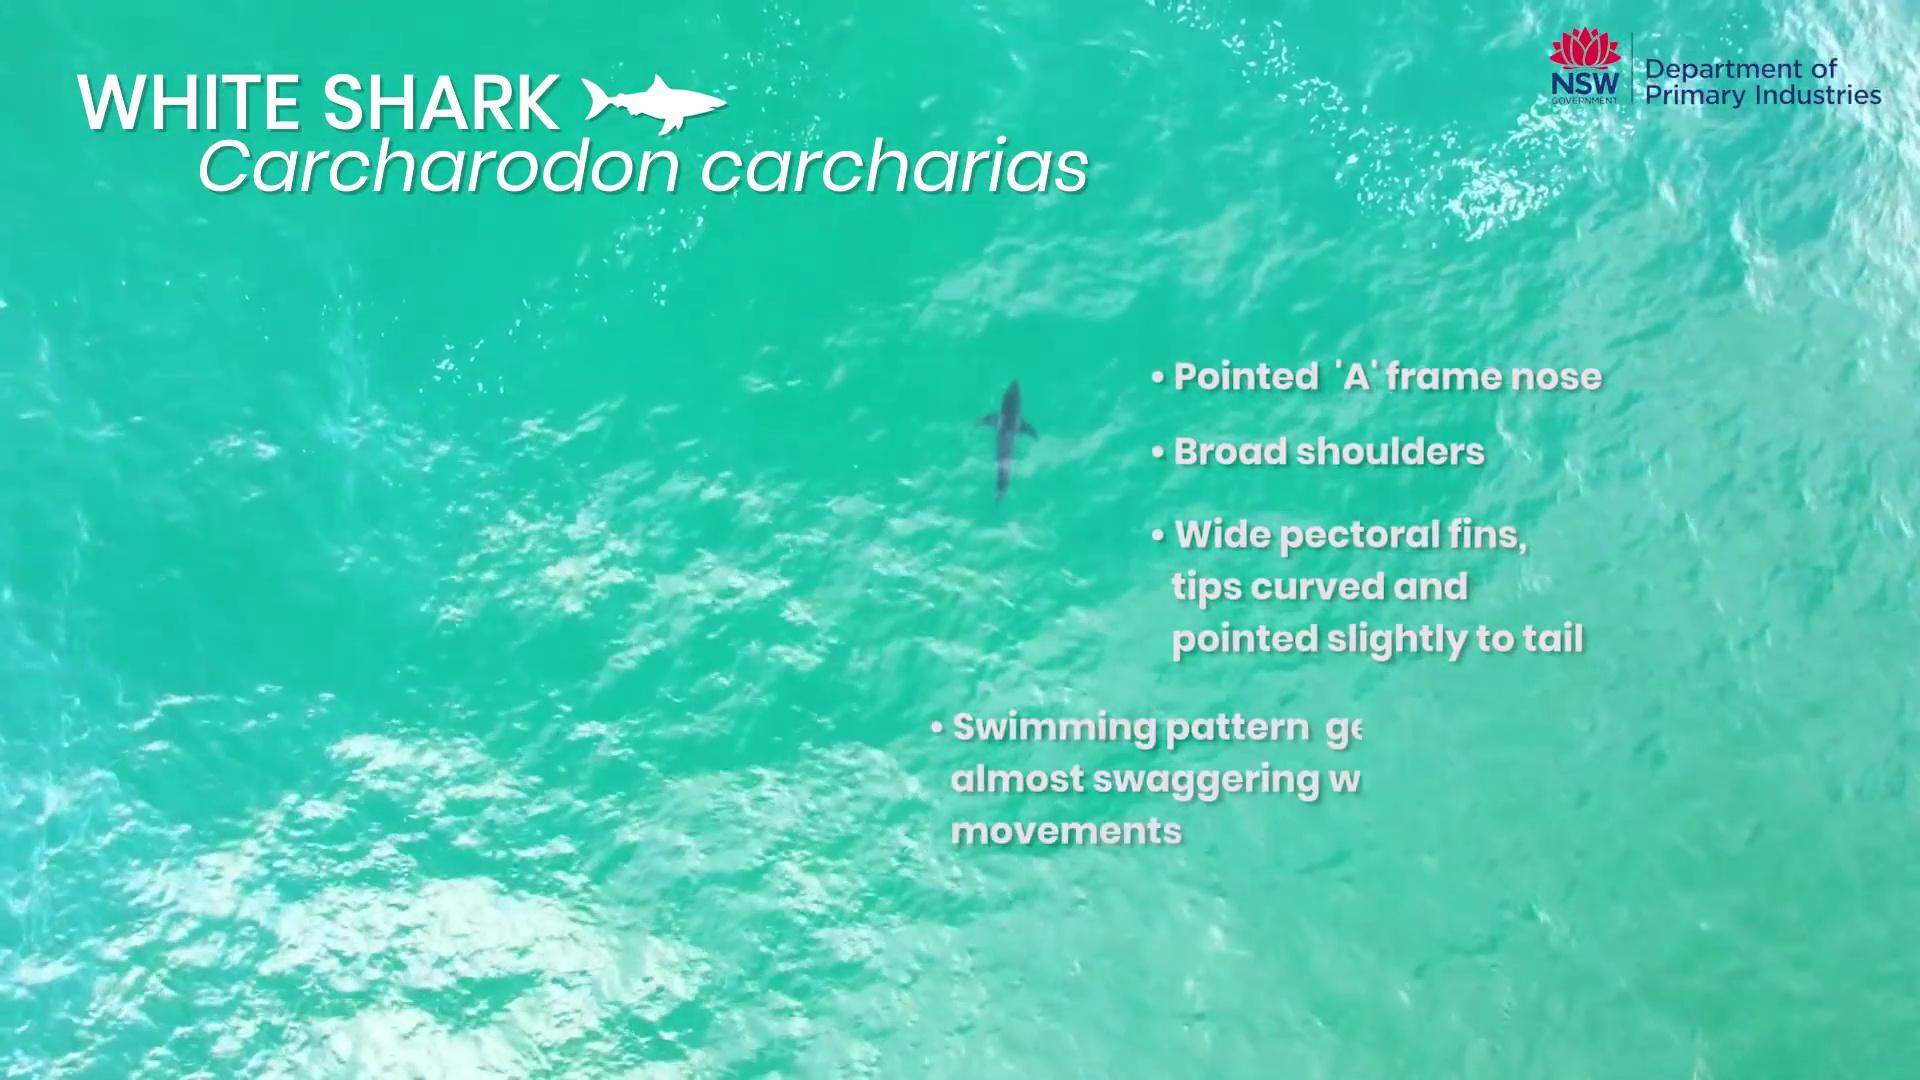 WHITE SHARK
Carcharodon carcharias
NSW
GOVERNMENT
Department of
Primary Industries
• Pointed 'A' frame nose
• Broad shoulders
• Wide pectoral fins,
tips curved and
pointed slightly to tail
• Swimming pattern
almost swaggering
movements